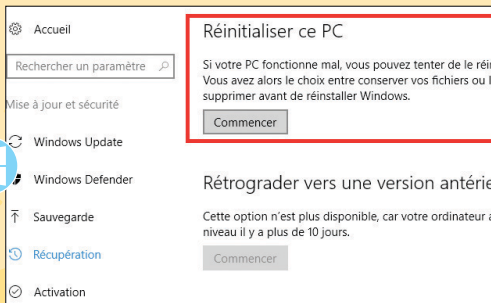 Accueil
Rechercher un paramètre
Mise à jour et sécurité
Windows Update
Windows Defender
Sauvegarde
Récupération
Activation
Réinitialiser ce PC
Si votre PC fonctionne mal, vous pouvez tenter de le
Vous avez alors le choix entre conserver vos fichiers ou
supprimer avant de réinstaller Windows.
Commencer
Rétrograder vers une version
Cette option n'est plus disponible, car votre ordinateur
niveau il y a plus de 10 jours.
Commencer